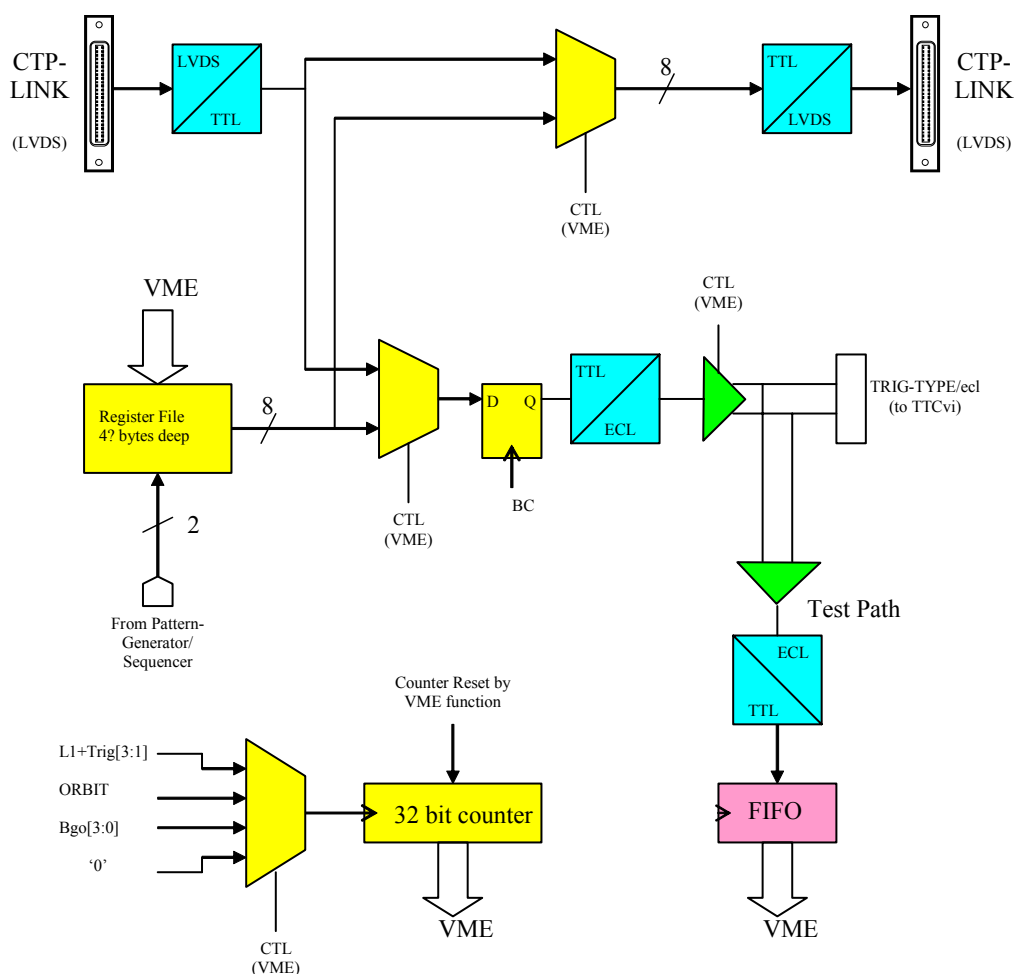 CTP-
LINK
(LVDS)
LVDS
TTL
8
TTL
LVDS
CTP-
LINK
(LVDS)
CTL
(VME)
VME
CTL
(VME)
Register File
4? bytes deep
8
D Q
BC
TTL
ECL
TRIG-TYPE/ecl
(to TTCvi)
CTL
(VME)
2
From Pattern-
Generator/
Sequencer
Test Path
ECL
TTL
Counter Reset by
VME function
L1+Trig[3:1]
ORBIT
Bgo[3:0]
‘0’
32 bit counter
FIFO
VME
VME
CTL
(VME)